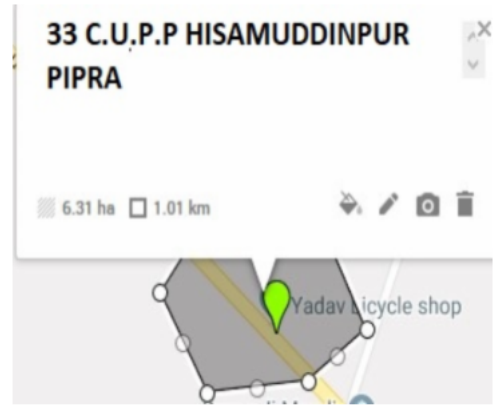 33 C.U.P.P HISAMUDDINPUR
PIPRA
6.31 ha 1.01 km
Yadav bicycle shop